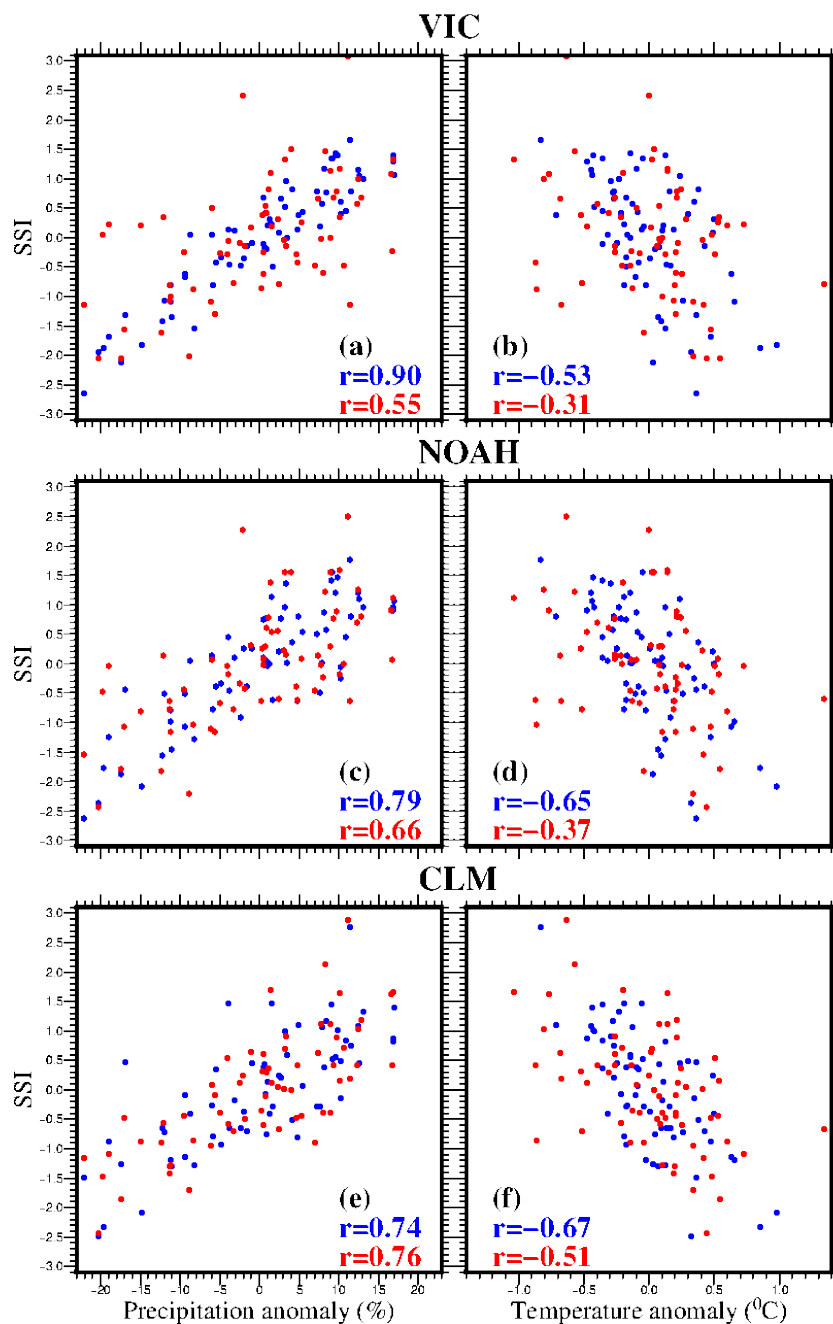 VIC
3.0
2.5
2.0
1.5
1.0
0.5
0.0
−0.5
−1.0
−1.5
−2.0
−2.5
−3.0
SSI
(a)
r=0.90
r=0.55
(b)
r=−0.53
r=−0.31
NOAH
3.0
2.5
2.0
1.5
1.0
0.5
0.0
−0.5
−1.0
−1.5
−2.0
−2.5
−3.0
SSI
(c)
r=0.79
r=0.66
(d)
r=−0.65
r=−0.37
CLM
3.0
2.5
2.0
1.5
1.0
0.5
0.0
−0.5
−1.0
−1.5
−2.0
−2.5
−3.0
SSI
(e)
r=0.74
r=0.76
(f)
r=−0.67
r=−0.51
−20 −15 −10 −5 0 5 10 15 20 −1.0 −0.5 0.0 0.5 1.0
Precipitation anomaly (%) Temperature anomaly (⁰C)